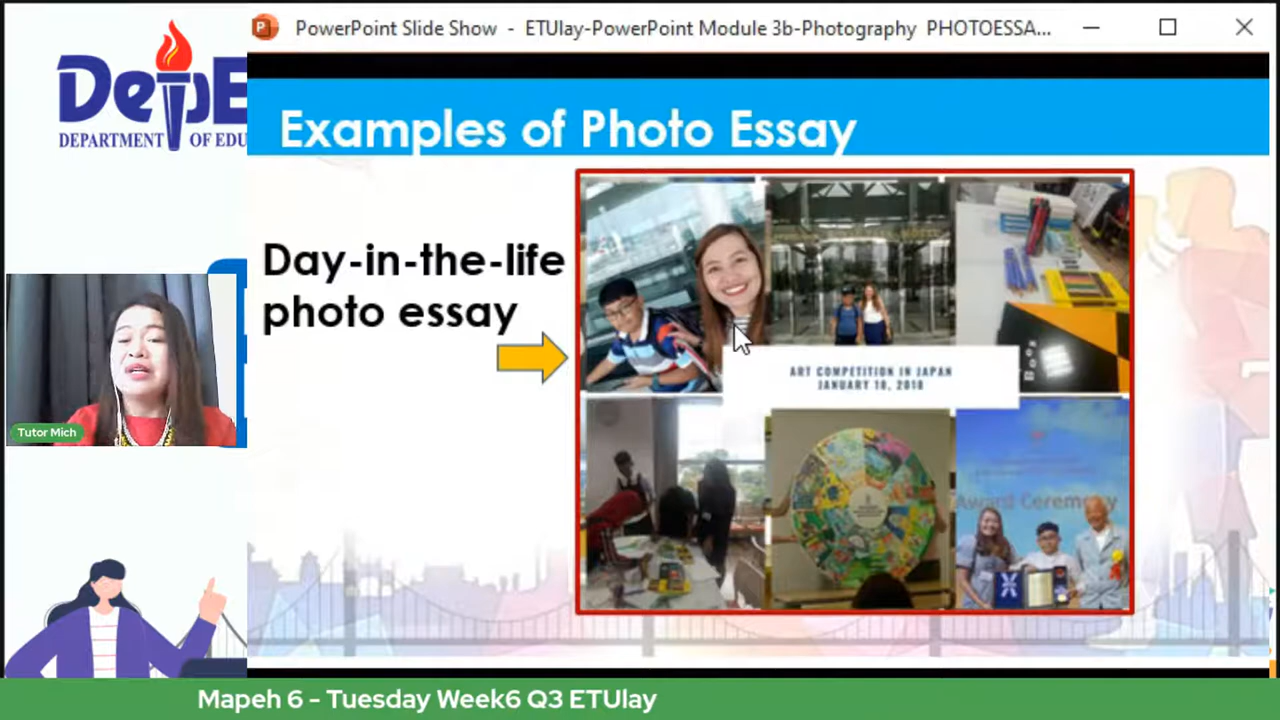 PowerPoint Slide Show - ETUlay-PowerPoint Module 3b-Photography PHOTOESSA...
DepE
DEPARTMENT OF EDU
Examples of Photo Essay
Day-in-the-life
photo essay
ART COMPETITION IN JAPAN
JANUARY 18, 2018
Award Ceremony
Tutor Mich
Mapeh 6 - Tuesday Week6 Q3 ETUlay